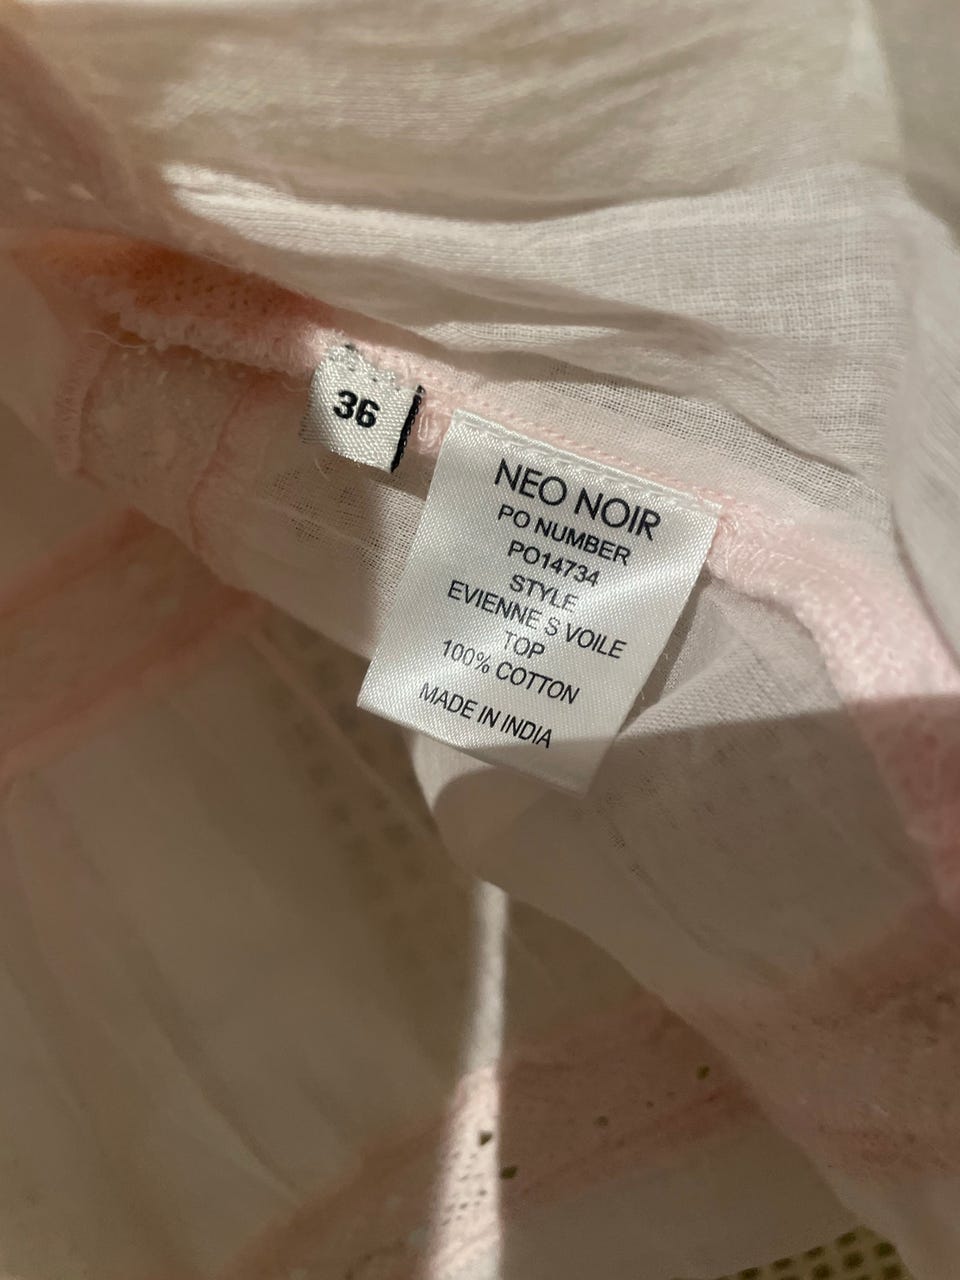 36
NEO NOIR
PO NUMBER
PO14734
STYLE
EVIENNE S VOILE
TOP
100% COTTON
MADE IN INDIA